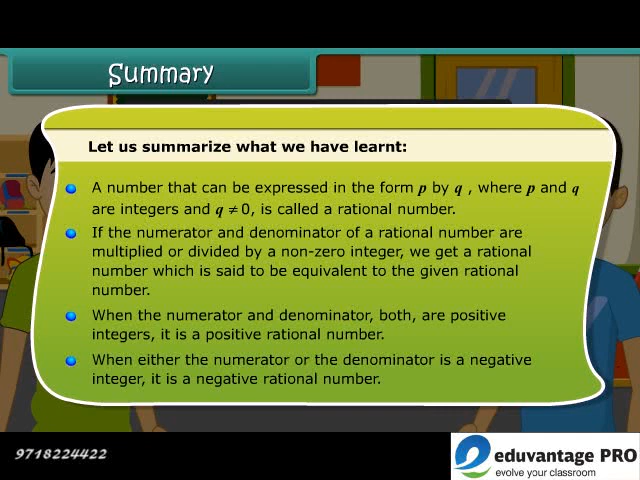 Summary
Let us summarize what we have learnt:
A number that can be expressed in the form p by q , where p and q
are integers and q ≠ 0, is called a rational number.
If the numerator and denominator of a rational number are
multiplied or divided by a non-zero integer, we get a rational
number which is said to be equivalent to the given rational
number.
When the numerator and denominator, both, are positive
integers, it is a positive rational number.
When either the numerator or the denominator is a negative
integer, it is a negative rational number.
9718224422
eduvantage PRO
evolve your classroom